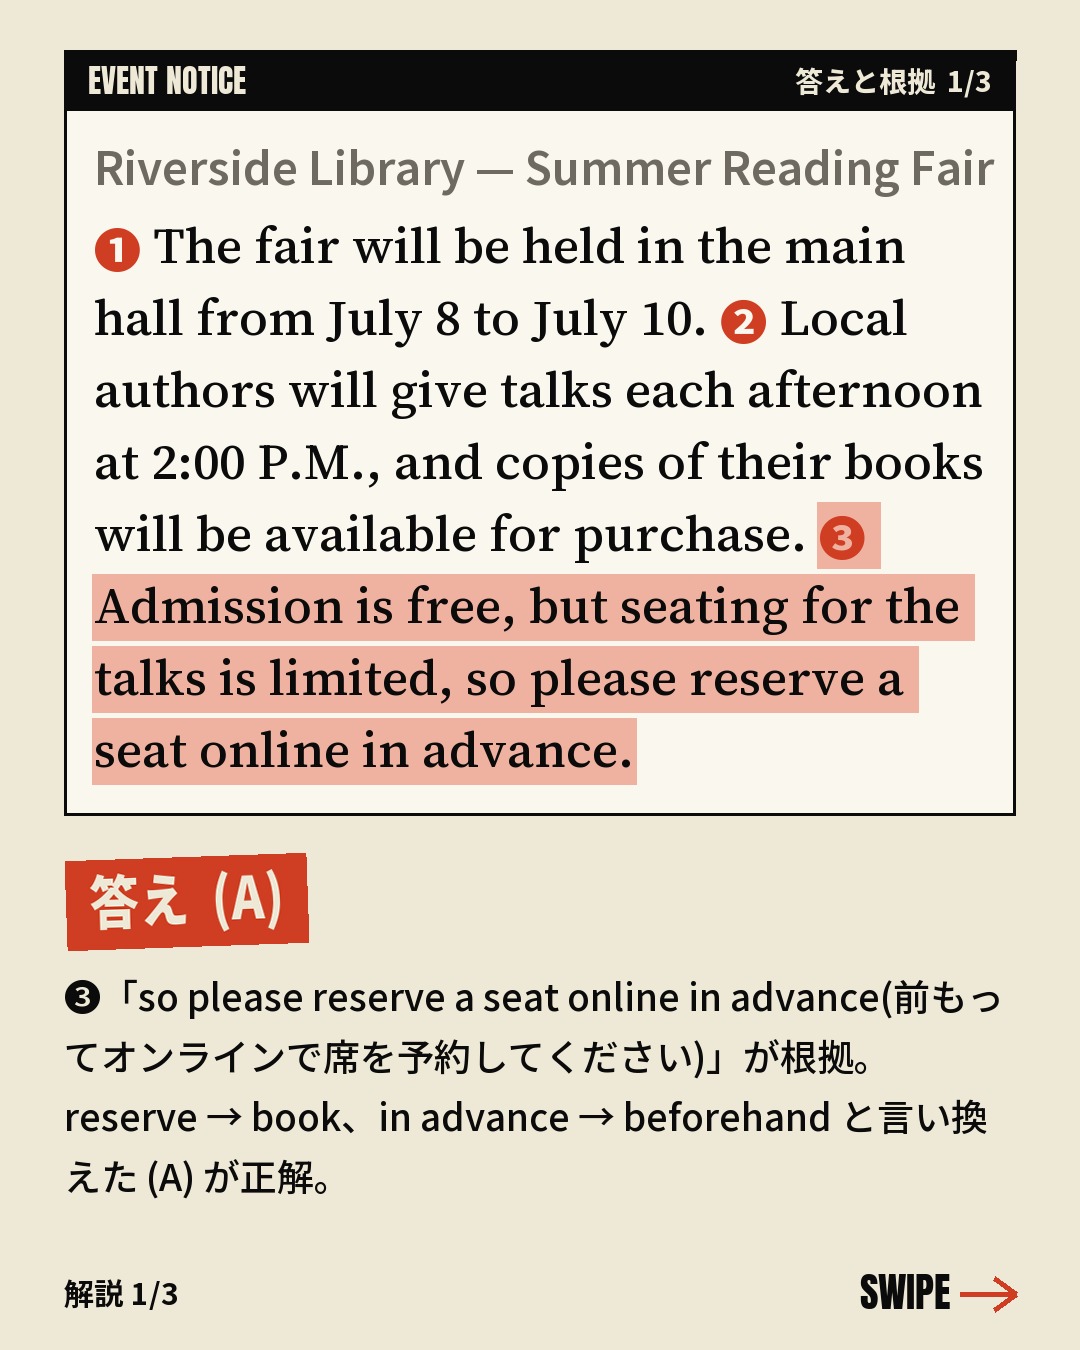 EVENT NOTICE
答えと根拠 1/3
Riverside Library — Summer Reading Fair
❶ The fair will be held in the main
hall from July 8 to July 10. ❷ Local
authors will give talks each afternoon
at 2:00 P.M., and copies of their books
will be available for purchase. ❸
Admission is free, but seating for the
talks is limited, so please reserve a
seat online in advance.
答え (A)
❸「so please reserve a seat online in advance(前もっ
てオンラインで席を予約してください)」が根拠。
reserve → book、in advance → beforehand と言い換
えた (A) が正解。
解説 1/3
SWIPE →